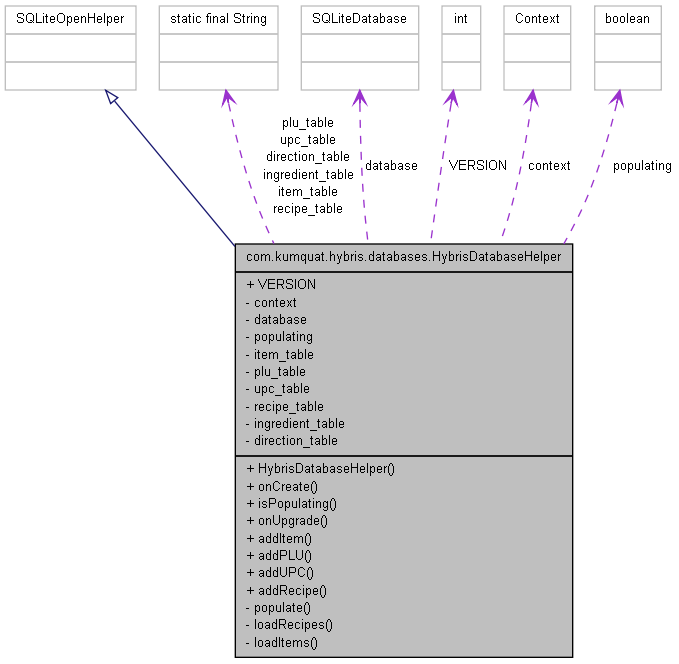 SQLiteOpenHelper
static final String
SQLiteDatabase
int
Context
boolean
plu_table
upc_table
direction_table
ingredient_table
item_table
recipe_table
database
VERSION
context
populating
com.kumquat.hybris.databases.HybrisDatabaseHelper
+ VERSION
- context
- database
- populating
- item_table
- plu_table
- upc_table
- recipe_table
- ingredient_table
- direction_table
+ HybrisDatabaseHelper()
+ onCreate()
+ isPopulating()
+ onUpgrade()
+ addItem()
+ addPLU()
+ addUPC()
+ addRecipe()
- populate()
- loadRecipes()
- loadItems()